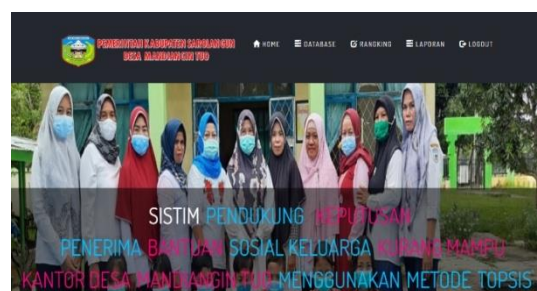 PEMERINTAH KABUPATEN SAROLANGUN
DESA MANDIANGIN TUO
HOME DATABASE RANGKING LAPORAN LOGOUT
SISTIM PENDUKUNG KEPUTUSAN
PENERIMA BANTUAN SOSIAL KELUARGA KURANG MAMPU
KANTOR DESA MANDIANGIN TUO MENGGUNAKAN METODE TOPSIS